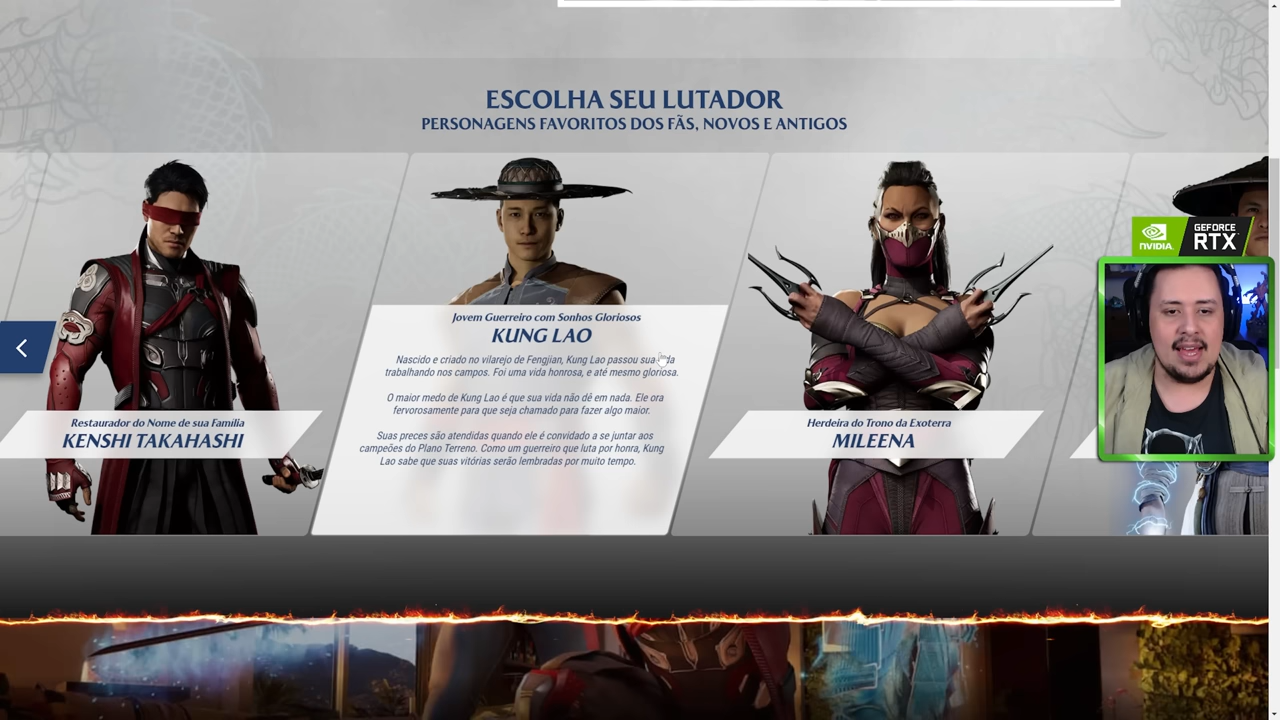 ESCOLHA SEU LUTADOR
PERSONAGENS FAVORITOS DOS FÃS, NOVOS E ANTIGOS
Restaurador do Nome de sua Família
KENSHI TAKAHASHI
Jovem Guerreiro com Sonhos Gloriosos
KUNG LAO
Nascido e criado no vilarejo de Fengjian, Kung Lao passou sua
trabalhando nos campos. Foi uma vida honrosa, e até mesmo gloriosa.
O maior medo de Kung Lao é que sua vida não dê em nada. Ele ora
fervorosamente para que seja chamado para fazer algo maior.
Suas preces são atendidas quando ele é convidado a se juntar aos
campeões do Plano Terreno. Como um guerreiro que luta por honra, Kung
Lao sabe que suas vitórias serão lembradas por muito tempo.
Herdeira do Trono da Exoterra
MILEENA
NVIDIA
GEFORCE
RTX